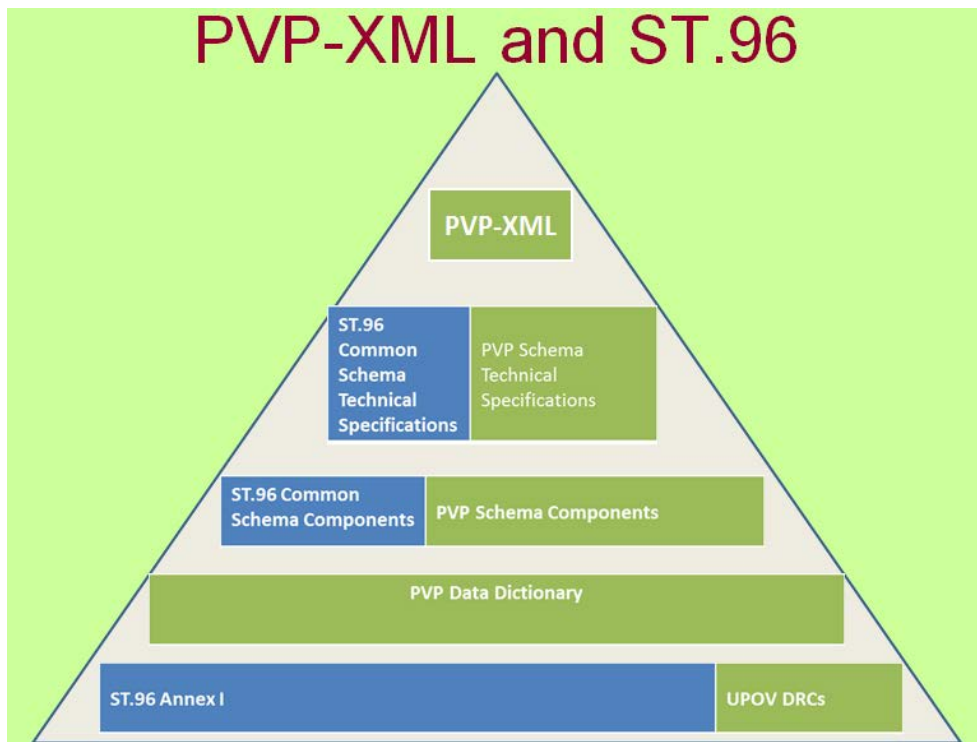 PVP-XML and ST.96
PVP-XML
ST.96
Common
Schema
Technical
Specifications
PVP Schema
Technical
Specifications
ST.96 Common
Schema Components
PVP Schema Components
PVP Data Dictionary
ST.96 Annex I
UPOV DRCs